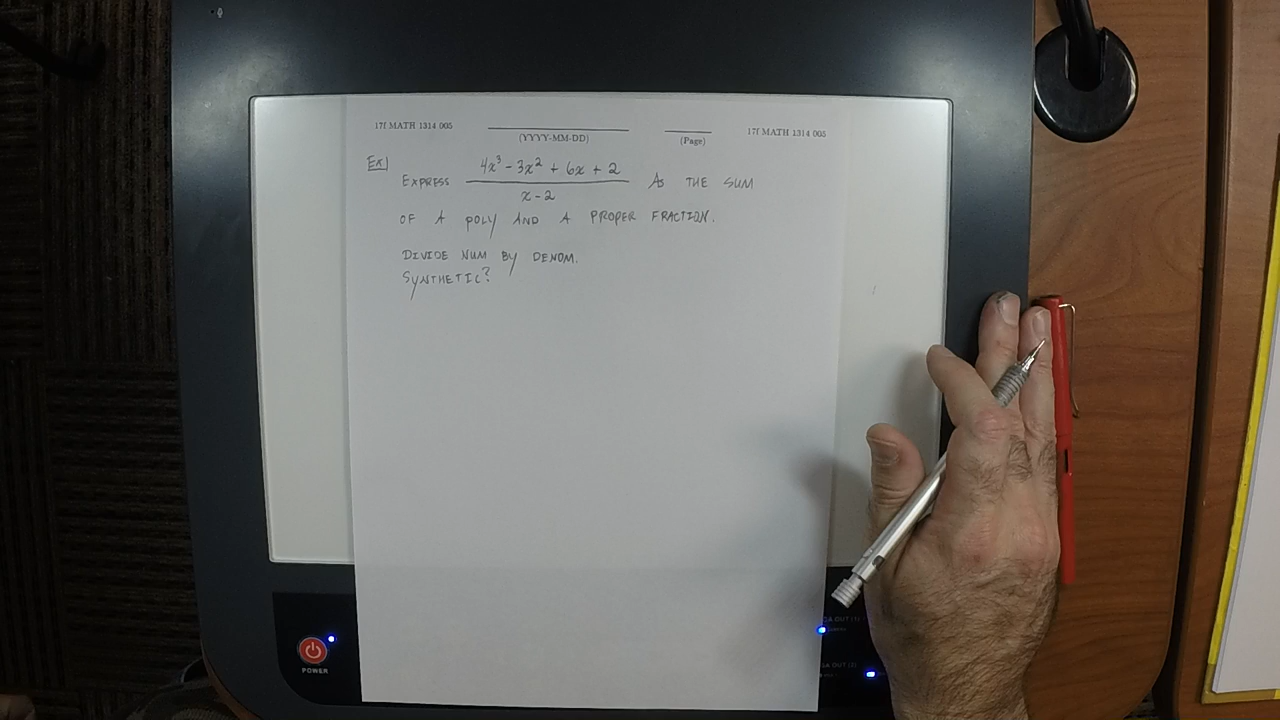 17f MATH 1314 005
(YYYY-MM-DD)
(Page)
17f MATH 1314 005
Ex)
EXPRESS (4x³ - 3x² + 6x + 2)/(x - 2) AS THE SUM
OF A POLY AND A PROPER FRACTION.
DIVIDE NUM BY DENOM.
SYNTHETIC?
POWER